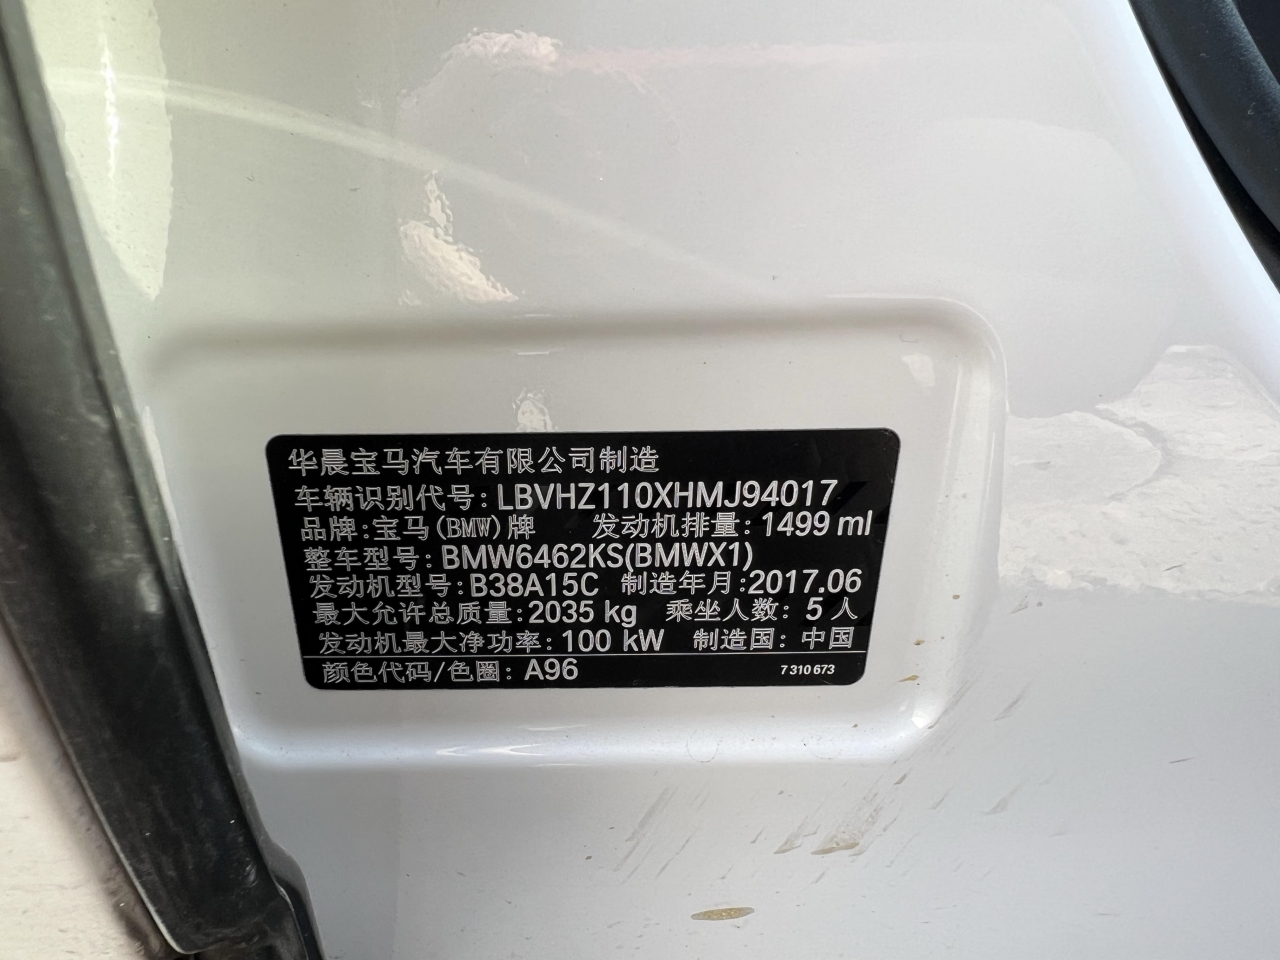 华晨宝马汽车有限公司制造
车辆识别代号: LBVHZ110XHMJ94017
品牌:宝马(BMW)牌 发动机排量: 1499 ml
整车型号: BMW6462KS(BMWX1)
发动机型号: B38A15C 制造年月:2017.06
最大允许总质量: 2035 kg 乘坐人数: 5 人
发动机最大净功率: 100 kW 制造国: 中国
颜色代码/色圈: A96 7 310 673